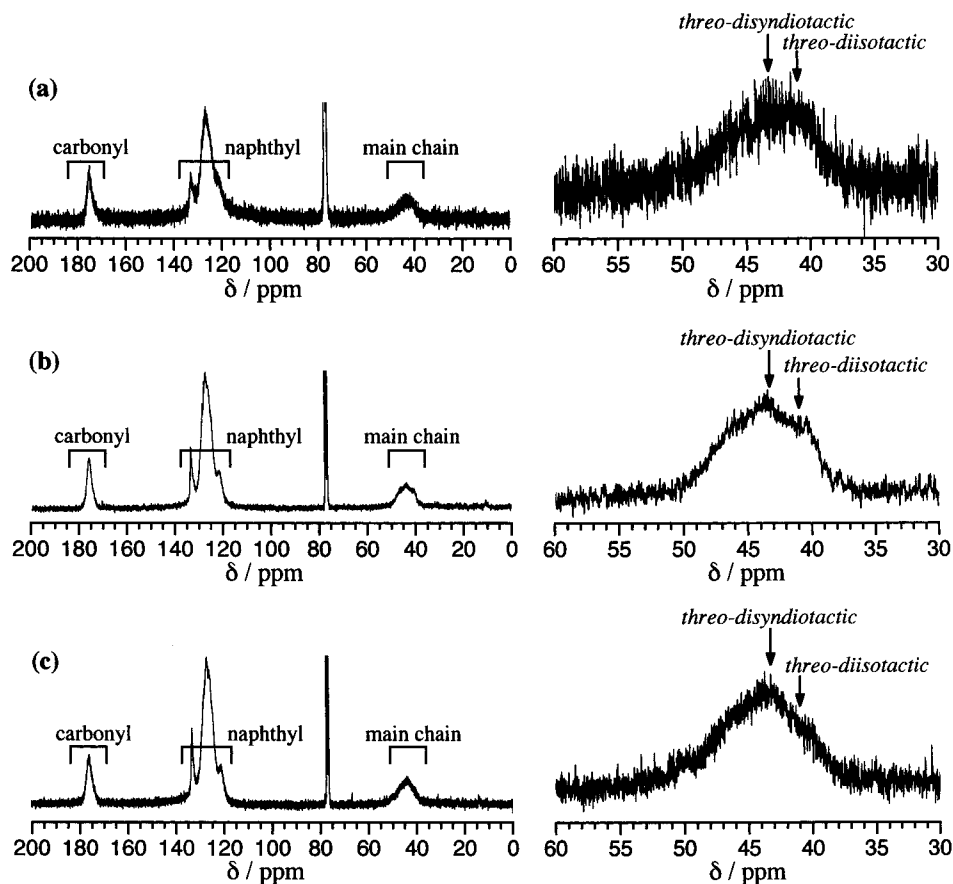 threo-disyndiotactic
threo-diisotactic
(a)
carbonyl
naphthyl
main chain
200 180 160 140 120 100 80 60 40 20 0
δ / ppm
60 55 50 45 40 35 30
δ / ppm
threo-disyndiotactic
threo-diisotactic
(b)
carbonyl
naphthyl
main chain
200 180 160 140 120 100 80 60 40 20 0
δ / ppm
60 55 50 45 40 35 30
δ / ppm
threo-disyndiotactic
threo-diisotactic
(c)
carbonyl
naphthyl
main chain
200 180 160 140 120 100 80 60 40 20 0
δ / ppm
60 55 50 45 40 35 30
δ / ppm